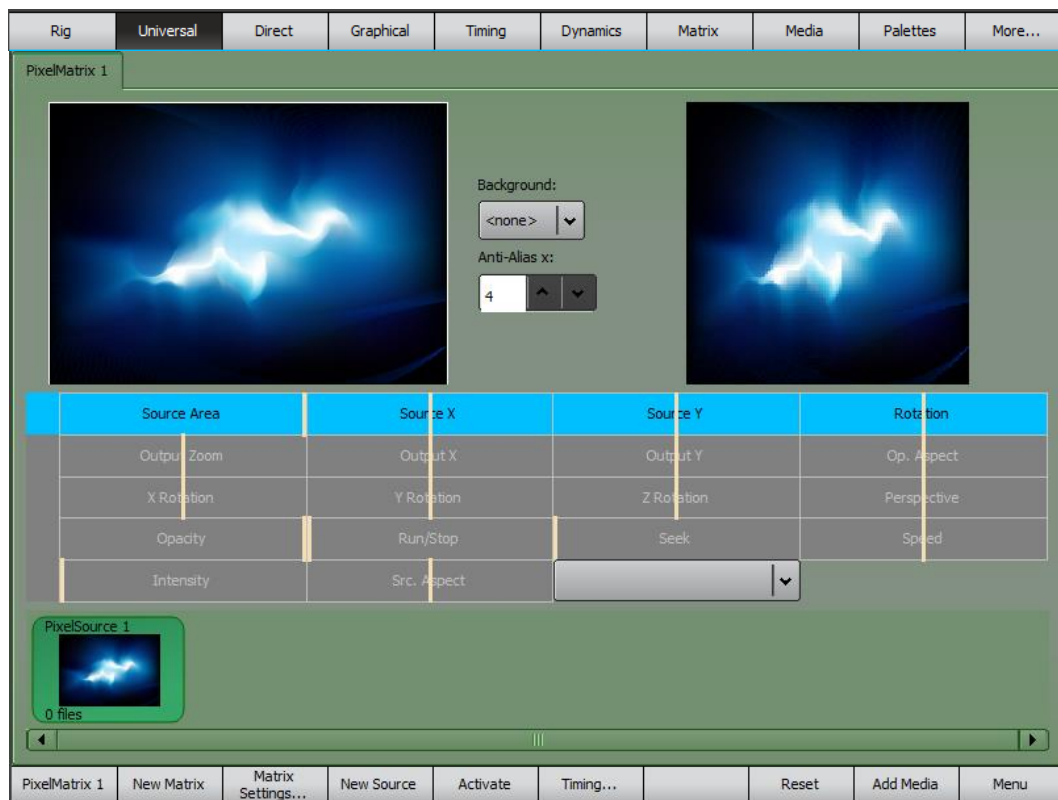 Rig Universal Direct Graphical Timing Dynamics Matrix Media Palettes More...
PixelMatrix 1
Background:
<none>
Anti-Alias x:
4
Source Area Source X Source Y Rotation
Output Zoom Output X Output Y Op. Aspect
X Rotation Y Rotation Z Rotation Perspective
Opacity Run/Stop Seek Speed
Intensity Src. Aspect
PixelSource 1
0 files
PixelMatrix 1 New Matrix Matrix Settings... New Source Activate Timing... Reset Add Media Menu